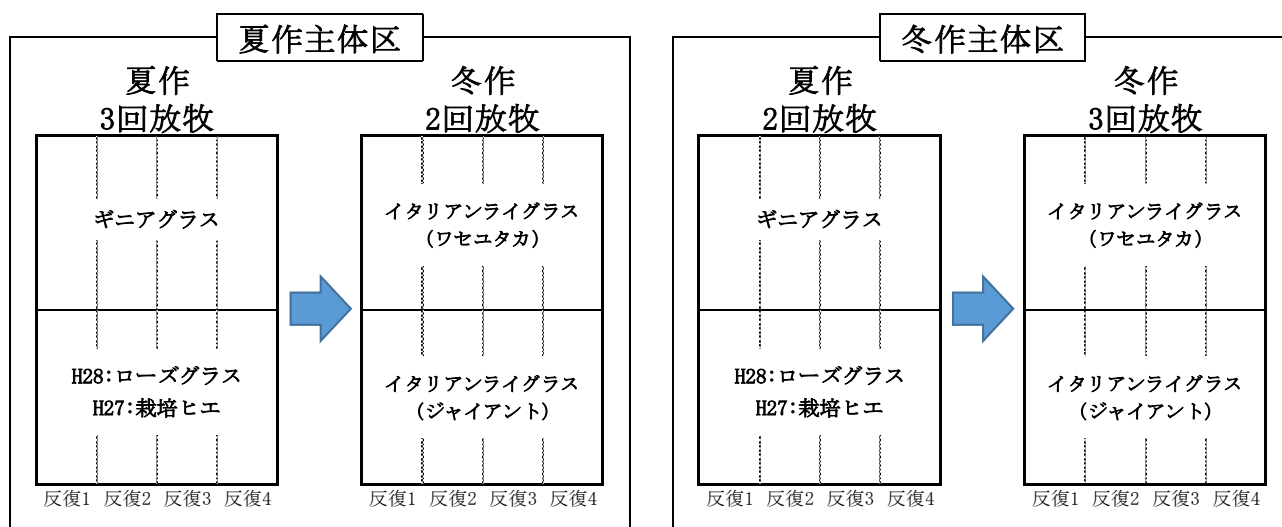 夏作主体区
夏作
3回放牧
ギニアグラス
H28:ローズグラス
H27:栽培ヒエ
反復1 反復2 反復3 反復4
冬作
2回放牧
イタリアンライグラス
(ワセユタカ)
イタリアンライグラス
(ジャイアント)
反復1 反復2 反復3 反復4
冬作主体区
夏作
2回放牧
ギニアグラス
H28:ローズグラス
H27:栽培ヒエ
反復1 反復2 反復3 反復4
冬作
3回放牧
イタリアンライグラス
(ワセユタカ)
イタリアンライグラス
(ジャイアント)
反復1 反復2 反復3 反復4